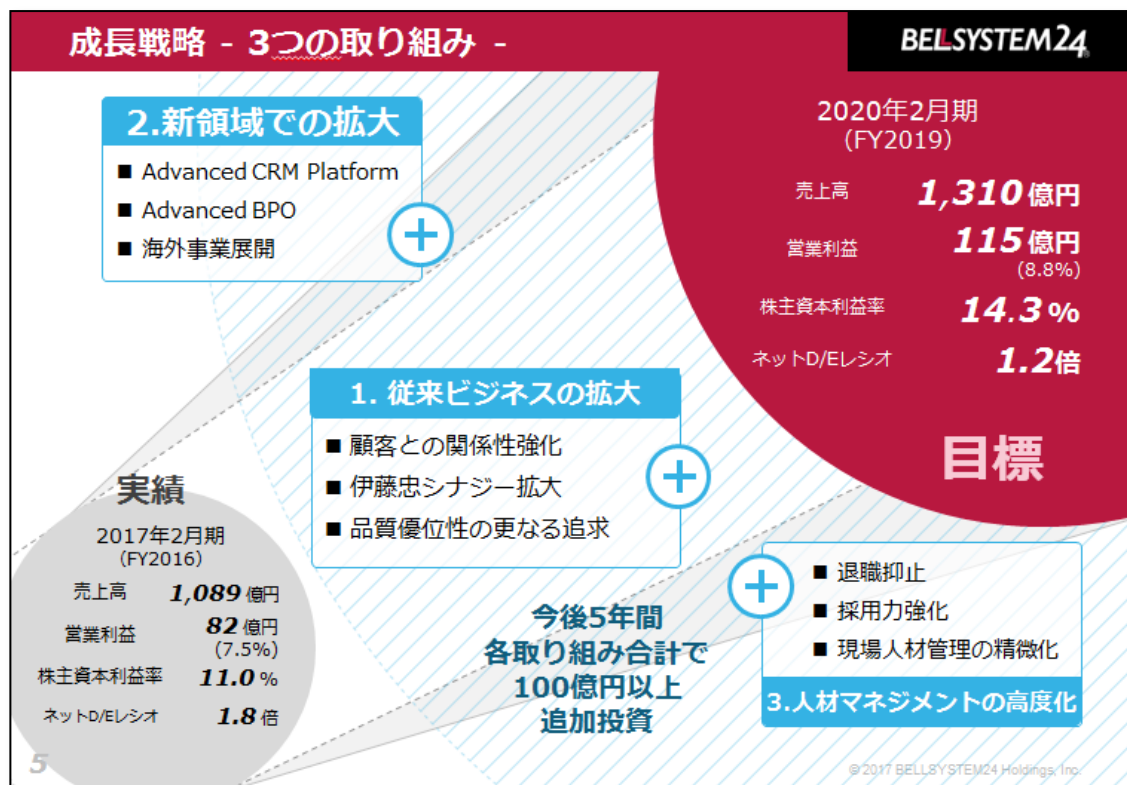 成長戦略 - 3つの取り組み -
BELLSYSTEM24
2.新領域での拡大
■ Advanced CRM Platform
■ Advanced BPO
■ 海外事業展開
+
2020年2月期
(FY2019)
売上高 1,310億円
営業利益 115億円
(8.8%)
株主資本利益率 14.3%
ネットD/Eレシオ 1.2倍
目標
1. 従来ビジネスの拡大
■ 顧客との関係性強化
■ 伊藤忠シナジー拡大
■ 品質優位性の更なる追求
+
実績
2017年2月期
(FY2016)
売上高 1,089億円
営業利益 82億円
(7.5%)
株主資本利益率 11.0%
ネットD/Eレシオ 1.8倍
今後5年間
各取り組み合計で
100億円以上
追加投資
+
■ 退職抑止
■ 採用力強化
■ 現場人材管理の精微化
3.人材マネジメントの高度化
5
© 2017 BELLSYSTEM24 Holdings, Inc.